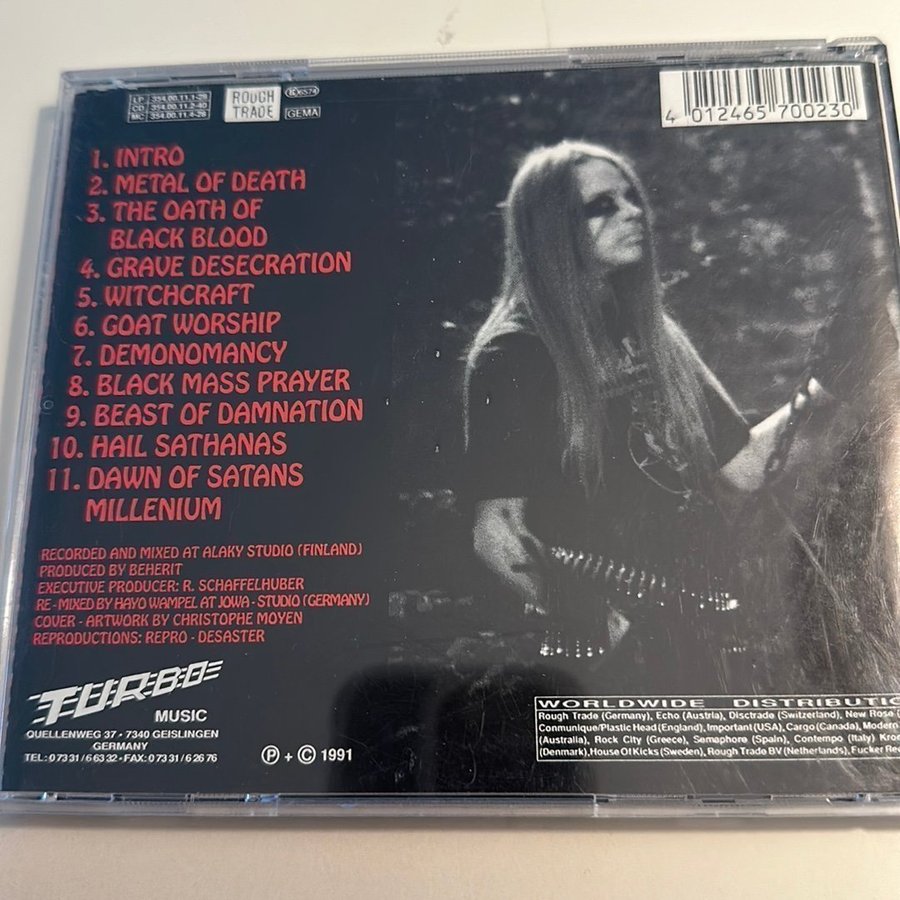 LP 354.00.11.1-28
CD 354.00.11.2-40
MC 354.00.11.4-28
ROUGH
TRADE
GEMA
4 012465 700230
1. INTRO
2. METAL OF DEATH
3. THE OATH OF
BLACK BLOOD
4. GRAVE DESECRATION
5. WITCHCRAFT
6. GOAT WORSHIP
7. DEMONOMANCY
8. BLACK MASS PRAYER
9. BEAST OF DAMNATION
10. HAIL SATHANAS
11. DAWN OF SATANS
MILLENIUM
RECORDED AND MIXED AT ALAKY STUDIO (FINLAND)
PRODUCED BY BEHERIT
EXECUTIVE PRODUCER: R. SCHAFFELHUBER
RE - MIXED BY HAYO WAMPEL AT JOWA - STUDIO (GERMANY)
COVER - ARTWORK BY CHRISTOPHE MOYEN
REPRODUCTIONS: REPRO - DESASTER
TURBO
MUSIC
QUELLENWEG 37 • 7340 GEISLINGEN
GERMANY
TEL.: 0 73 31 / 6 63 32 • FAX: 0 73 31 / 6 26 76
Ⓟ + © 1991
WORLDWIDE DISTRIBUTIO
Rough Trade (Germany), Echo (Austria), Disctrade (Switzerland), New Rose
Conmunique/Plastic Head (England), Important (USA), Cargo (Canada), Modern
(Australia), Rock City (Greece), Semaphore (Spain), Contempo (Italy)
(Denmark), House Of Kicks (Sweden), Rough Trade BV (Netherlands), Fucker